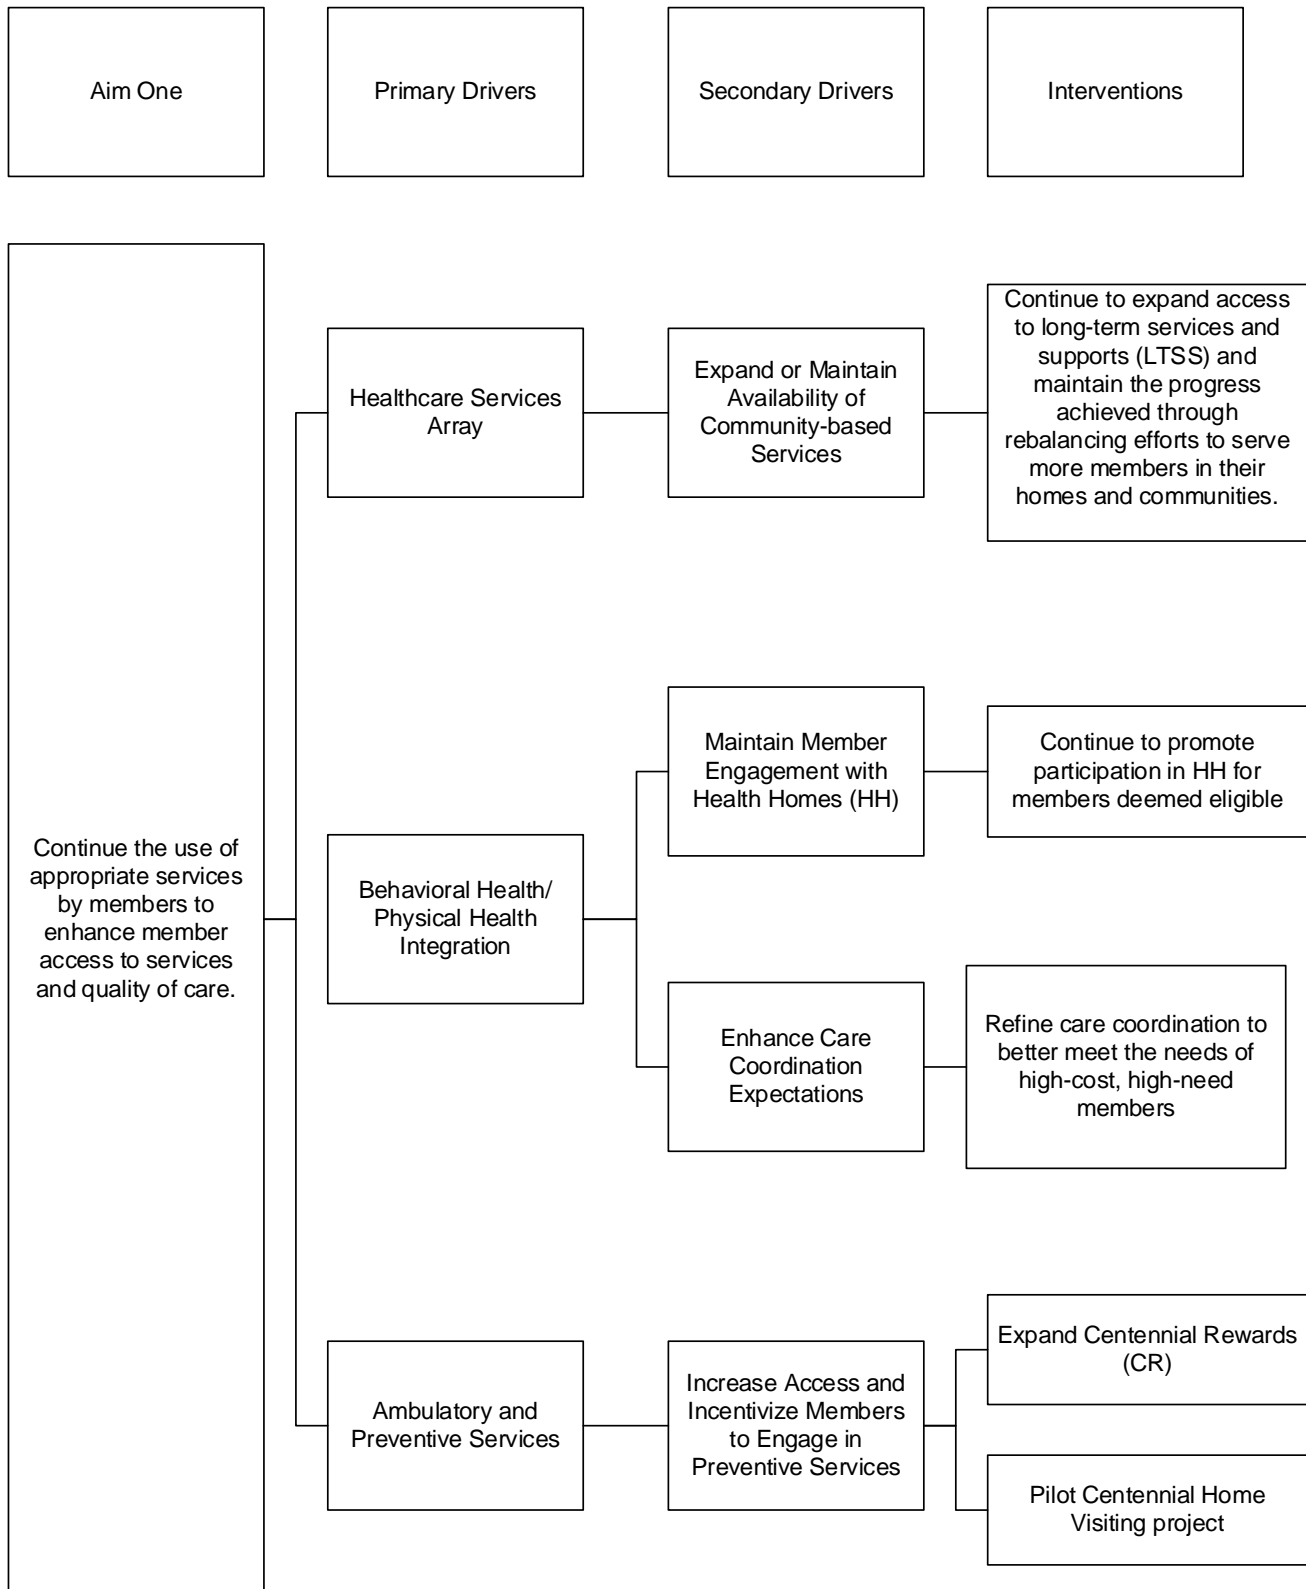 Aim One
Primary Drivers
Secondary Drivers
Interventions
Continue the use of
appropriate services
by members to
enhance member
access to services
and quality of care.
Healthcare Services
Array
Expand or Maintain
Availability of
Community-based
Services
Continue to expand access
to long-term services and
supports (LTSS) and
maintain the progress
achieved through
rebalancing efforts to serve
more members in their
homes and communities.
Behavioral Health/
Physical Health
Integration
Maintain Member
Engagement with
Health Homes (HH)
Continue to promote
participation in HH for
members deemed eligible
Enhance Care
Coordination
Expectations
Refine care coordination to
better meet the needs of
high-cost, high-need
members
Ambulatory and
Preventive Services
Increase Access and
Incentivize Members
to Engage in
Preventive Services
Expand Centennial Rewards
(CR)
Pilot Centennial Home
Visiting project